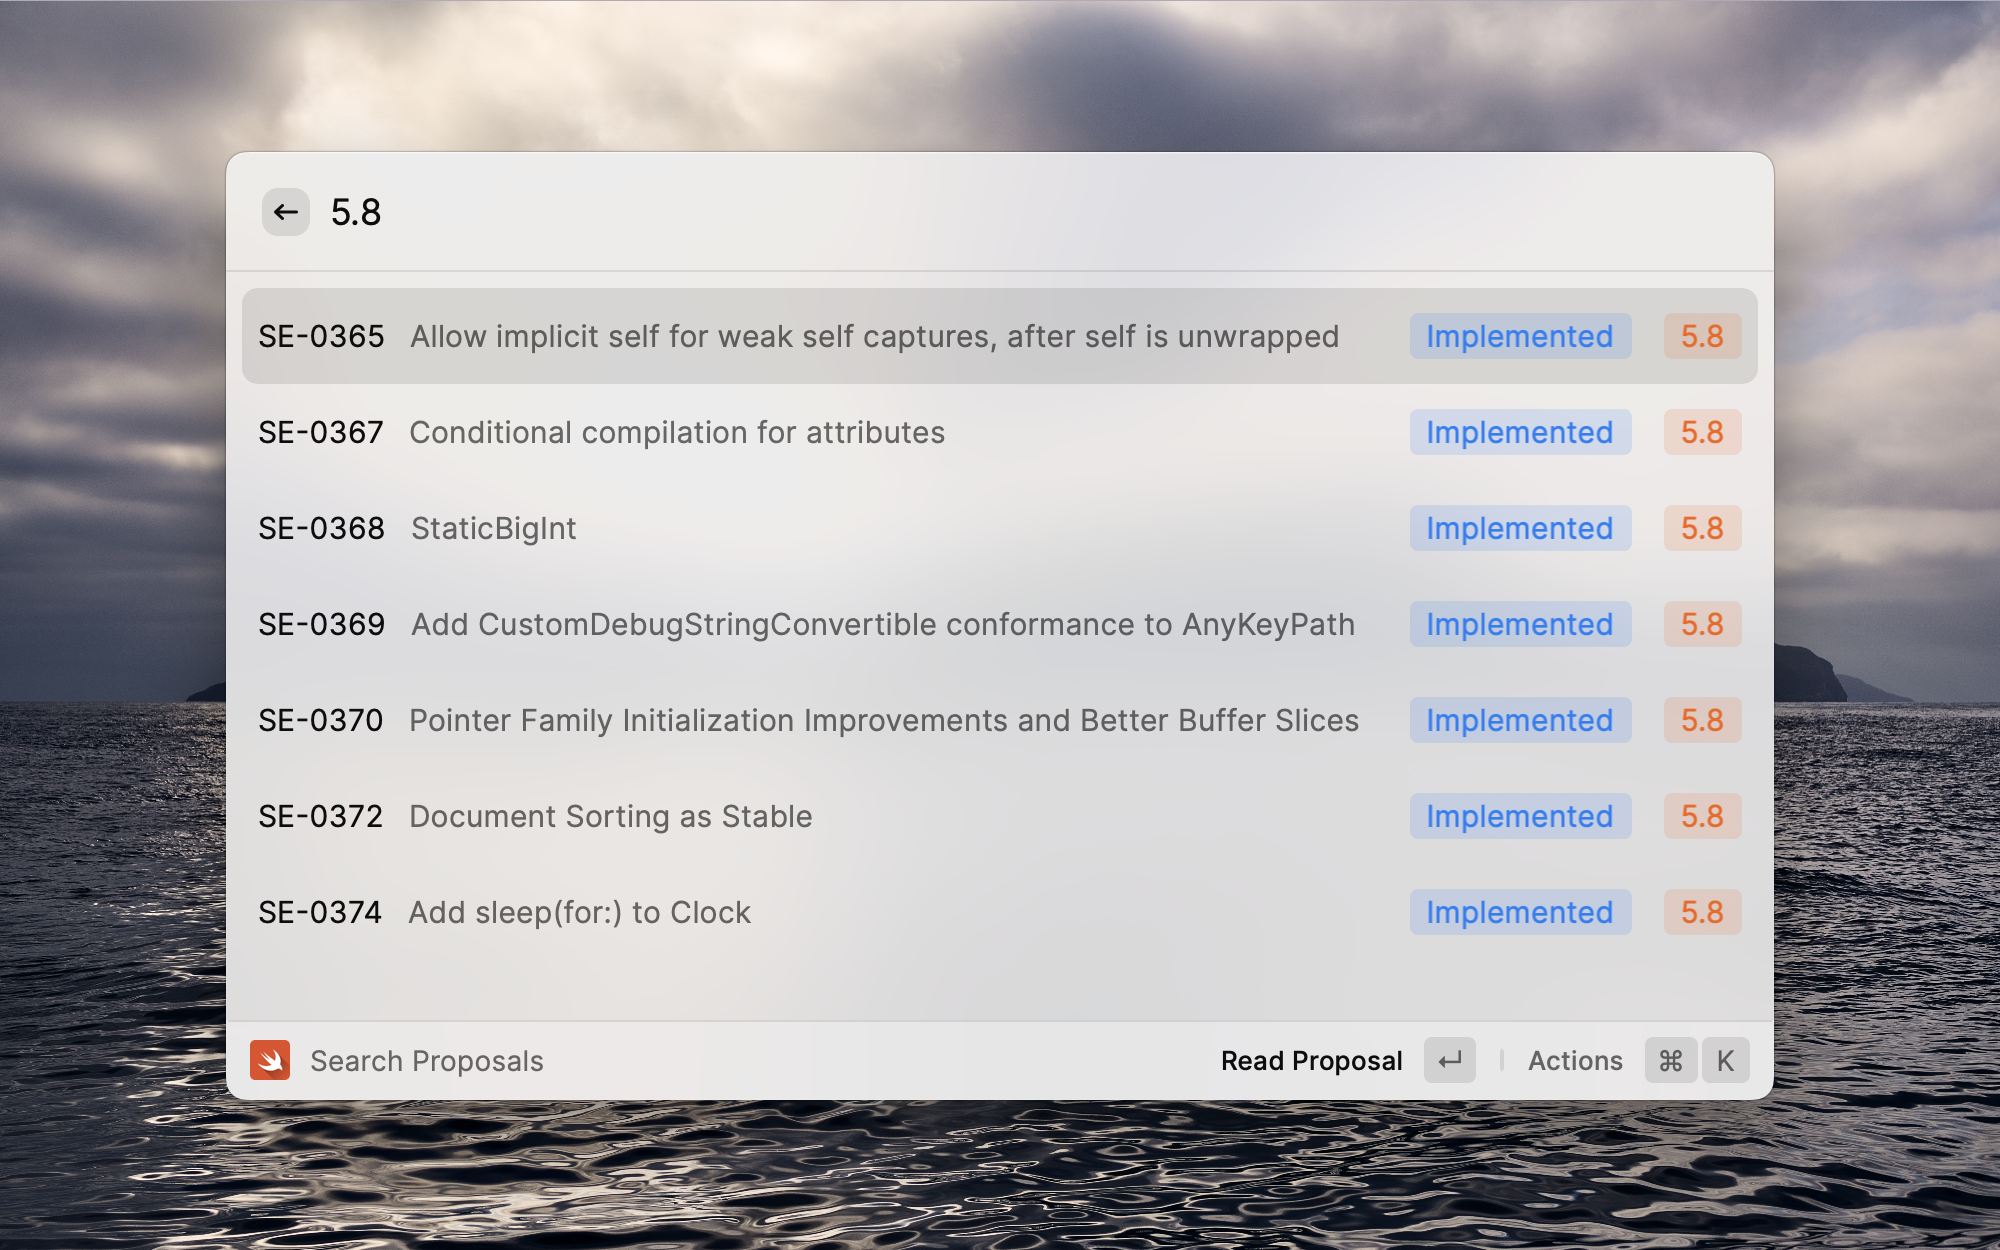 5.8
SE-0365 Allow implicit self for weak self captures, after self is unwrapped Implemented 5.8
SE-0367 Conditional compilation for attributes Implemented 5.8
SE-0368 StaticBigInt Implemented 5.8
SE-0369 Add CustomDebugStringConvertible conformance to AnyKeyPath Implemented 5.8
SE-0370 Pointer Family Initialization Improvements and Better Buffer Slices Implemented 5.8
SE-0372 Document Sorting as Stable Implemented 5.8
SE-0374 Add sleep(for:) to Clock Implemented 5.8
Search Proposals Read Proposal ↵ Actions ⌘ K